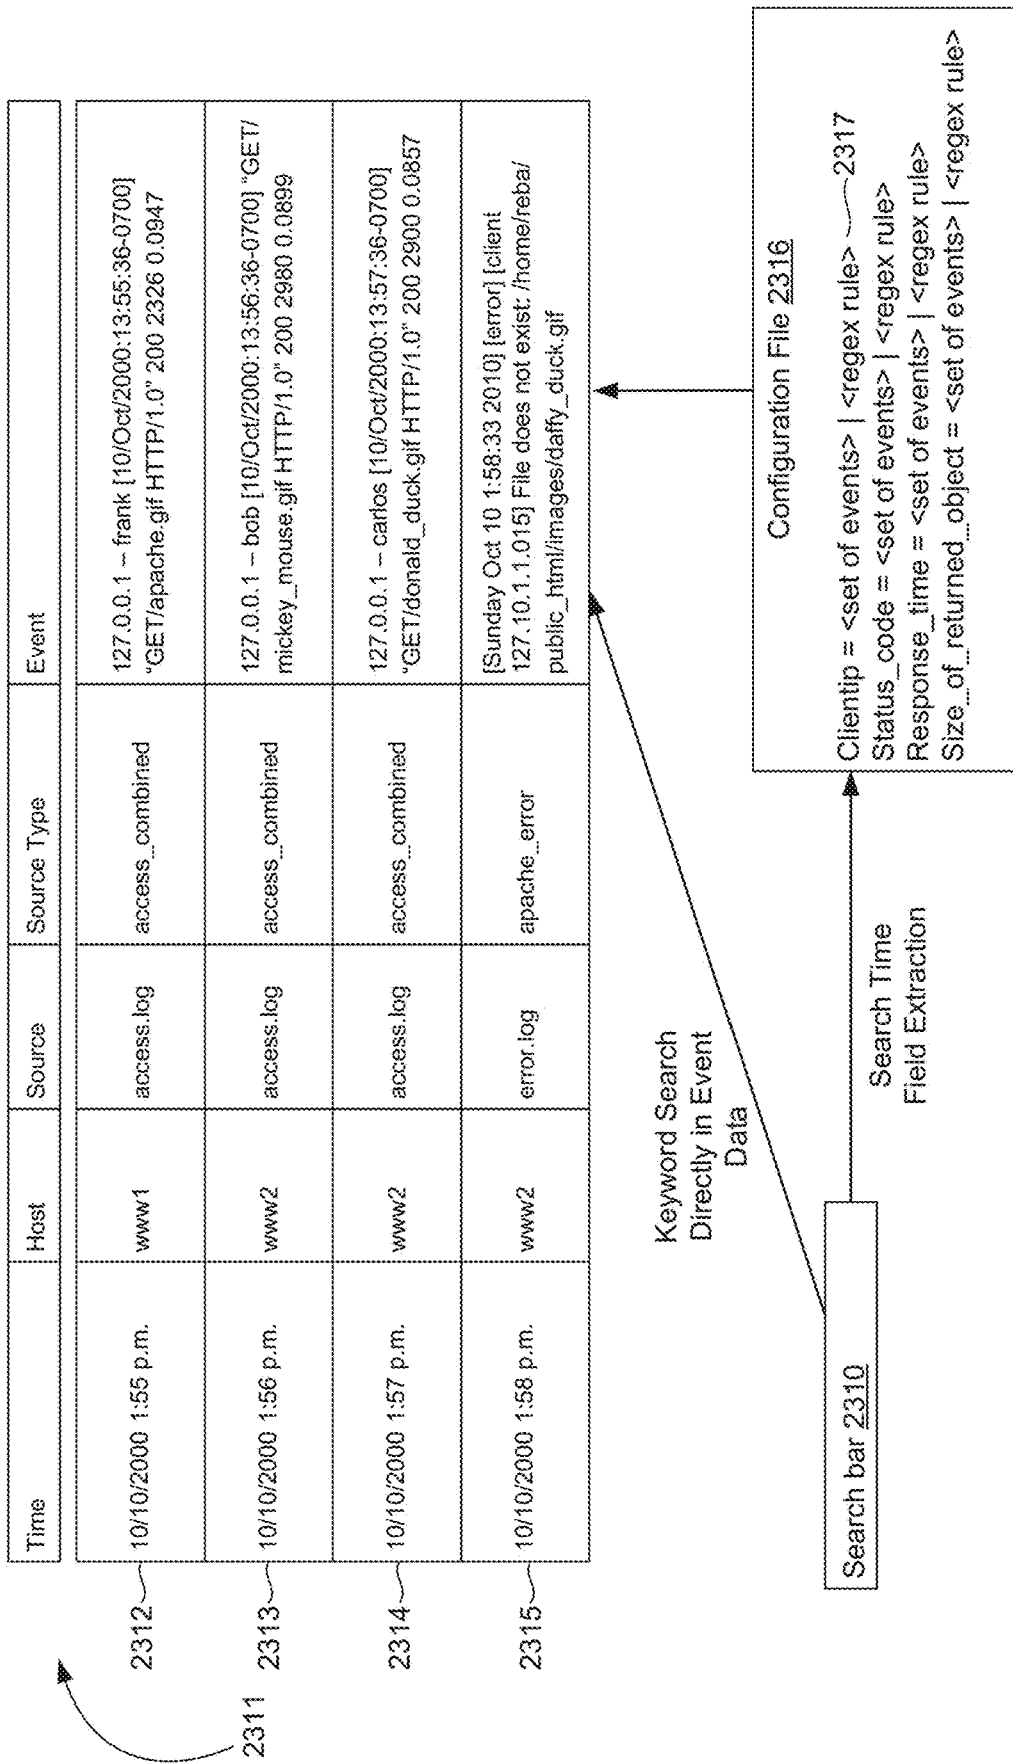 Time Host Source Source Type Event
2311
2312 10/10/2000 1:55 p.m. www1 access.log access_combined 127.0.0.1 – frank [10/Oct/2000:13:55:36-0700]
"GET/apache.gif HTTP/1.0" 200 2326 0.0947
2313 10/10/2000 1:56 p.m. www2 access.log access_combined 127.0.0.1 – bob [10/Oct/2000:13:56:36-0700] "GET/
mickey_mouse.gif HTTP/1.0" 200 2980 0.0899
2314 10/10/2000 1:57 p.m. www2 access.log access_combined 127.0.0.1 – carlos [10/Oct/2000:13:57:36-0700]
"GET/donald_duck.gif HTTP/1.0" 200 2900 0.0857
2315 10/10/2000 1:58 p.m. www2 error.log apache_error [Sunday Oct 10 1:58:33 2010] [error] [client
127.10.1.1.015] File does not exist: /home/reba/
public_html/images/daffy_duck.gif
Keyword Search
Directly in Event
Data
Search bar 2310
Search Time
Field Extraction
Configuration File 2316
Clientip = <set of events> | <regex rule> 2317
Status_code = <set of events> | <regex rule>
Response_time = <set of events> | <regex rule>
Size_of_returned_object = <set of events> | <regex rule>